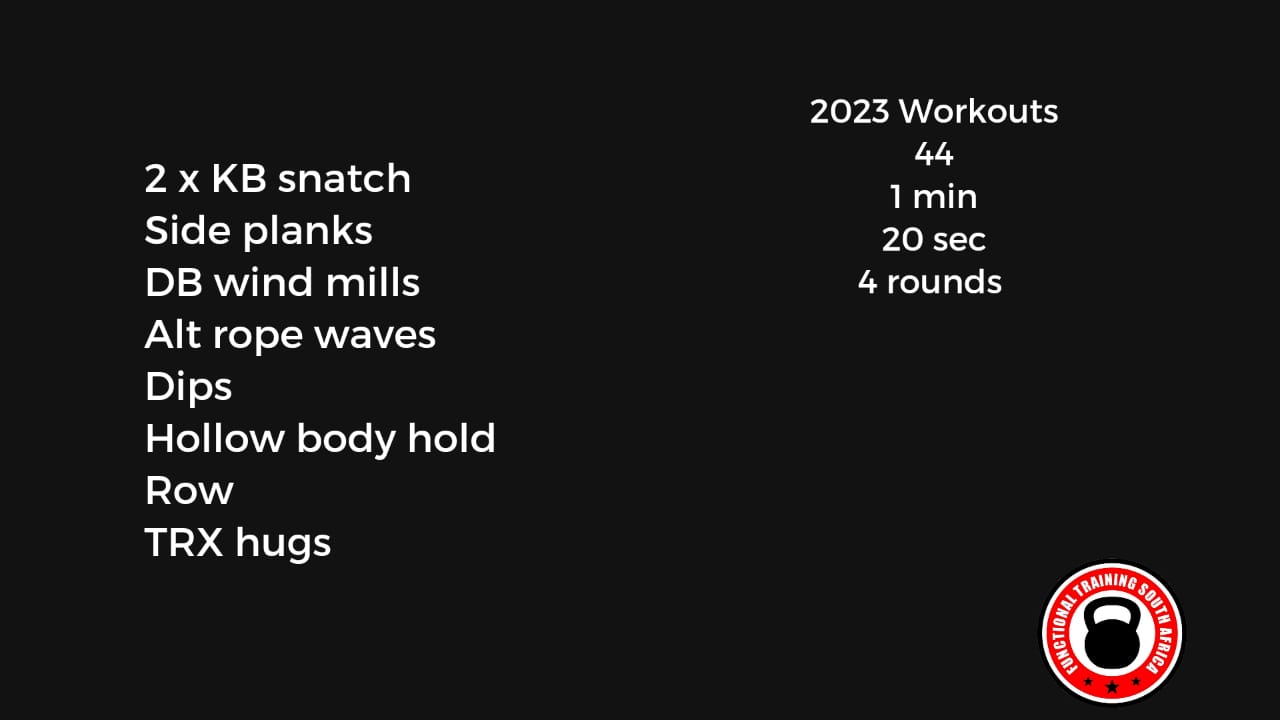 2 x KB snatch
Side planks
DB wind mills
Alt rope waves
Dips
Hollow body hold
Row
TRX hugs
2023 Workouts
44
1 min
20 sec
4 rounds
FUNCTIONAL TRAINING SOUTH AFRICA